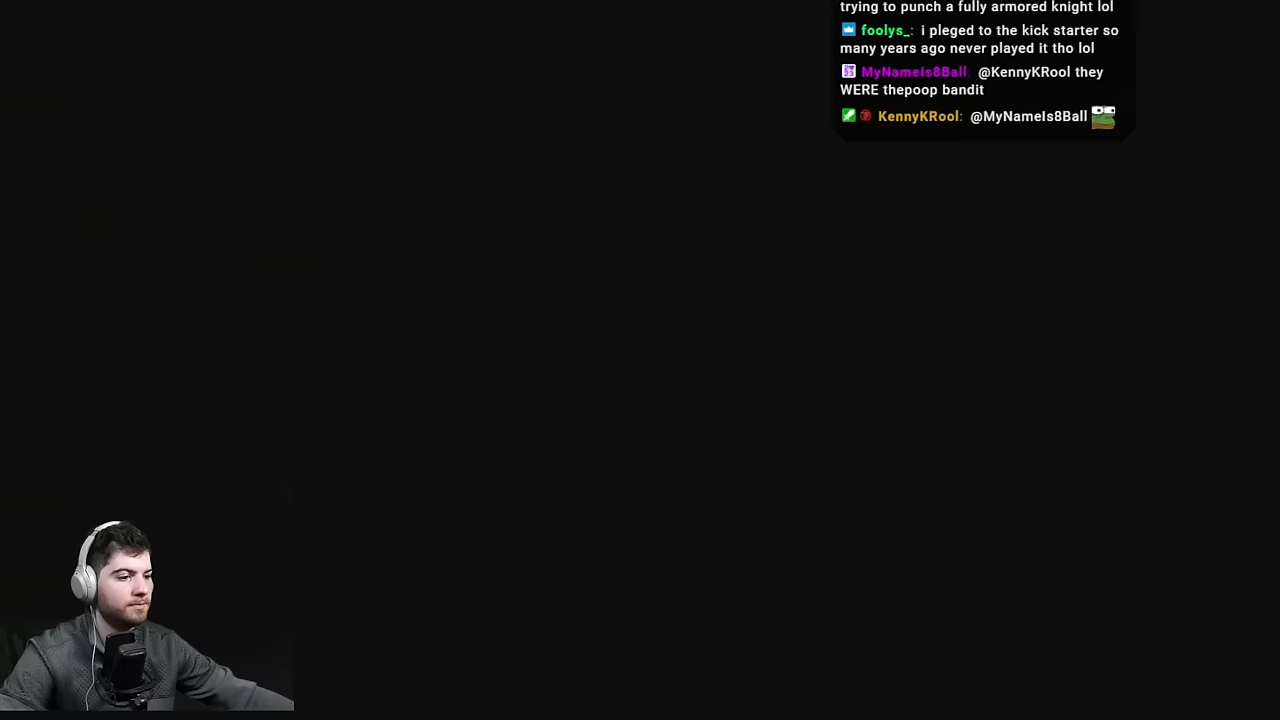 trying to punch a fully armored knight lol
foolys_: i pleged to the kick starter so
many years ago never played it tho lol
MyNameIs8Ball: @KennyKRool they
WERE thepoop bandit
KennyKRool: @MyNameIs8Ball